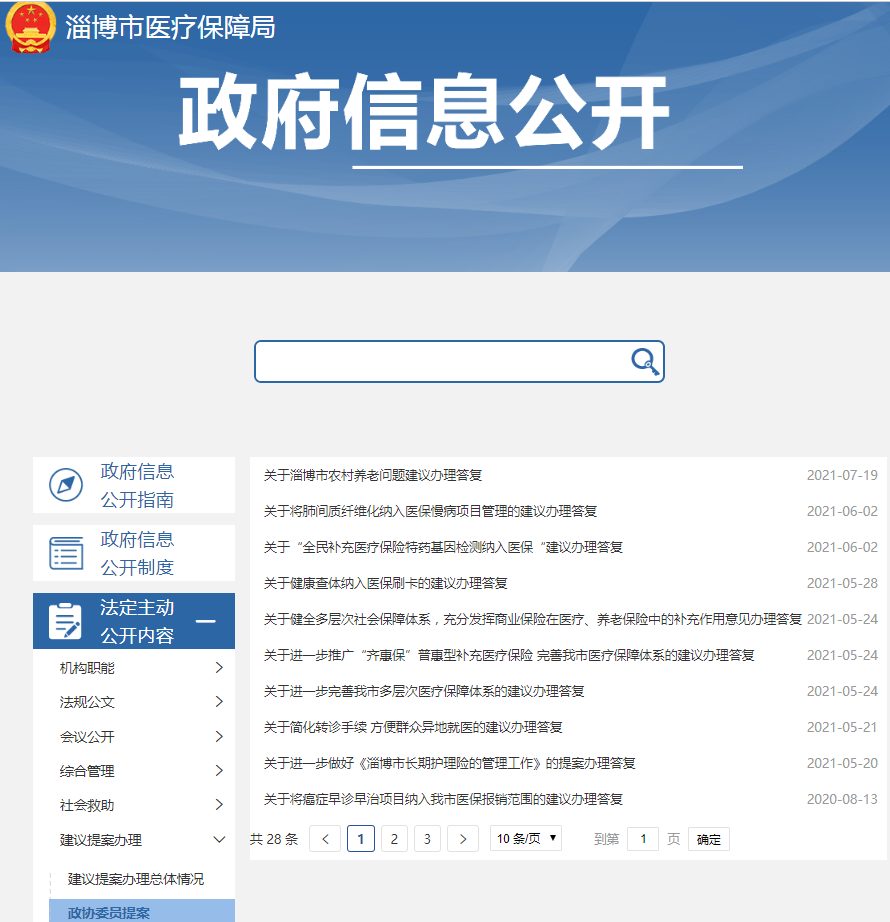 淄博市医疗保障局
政府信息公开
政府信息
公开指南
政府信息
公开制度
法定主动
公开内容
机构职能
法规公文
会议公开
综合管理
社会救助
建议提案办理
建议提案办理总体情况
政协委员提案
关于淄博市农村养老问题建议办理答复 2021-07-19
关于将肺间质纤维化纳入医保慢病项目管理的建议办理答复 2021-06-02
关于“全民补充医疗保险特药基因检测纳入医保“建议办理答复 2021-06-02
关于健康查体纳入医保刷卡的建议办理答复 2021-05-28
关于健全多层次社会保障体系，充分发挥商业保险在医疗、养老保险中的补充作用意见办理答复 2021-05-24
关于进一步推广“齐惠保”普惠型补充医疗保险 完善我市医疗保障体系的建议办理答复 2021-05-24
关于进一步完善我市多层次医疗保障体系的建议办理答复 2021-05-24
关于简化转诊手续 方便群众异地就医的建议办理答复 2021-05-21
关于进一步做好《淄博市长期护理险的管理工作》的提案办理答复 2021-05-20
关于将癌症早诊早治项目纳入我市医保报销范围的建议办理答复 2020-08-13
共 28 条 < 1 2 3 > 10 条/页 到第 1 页 确定